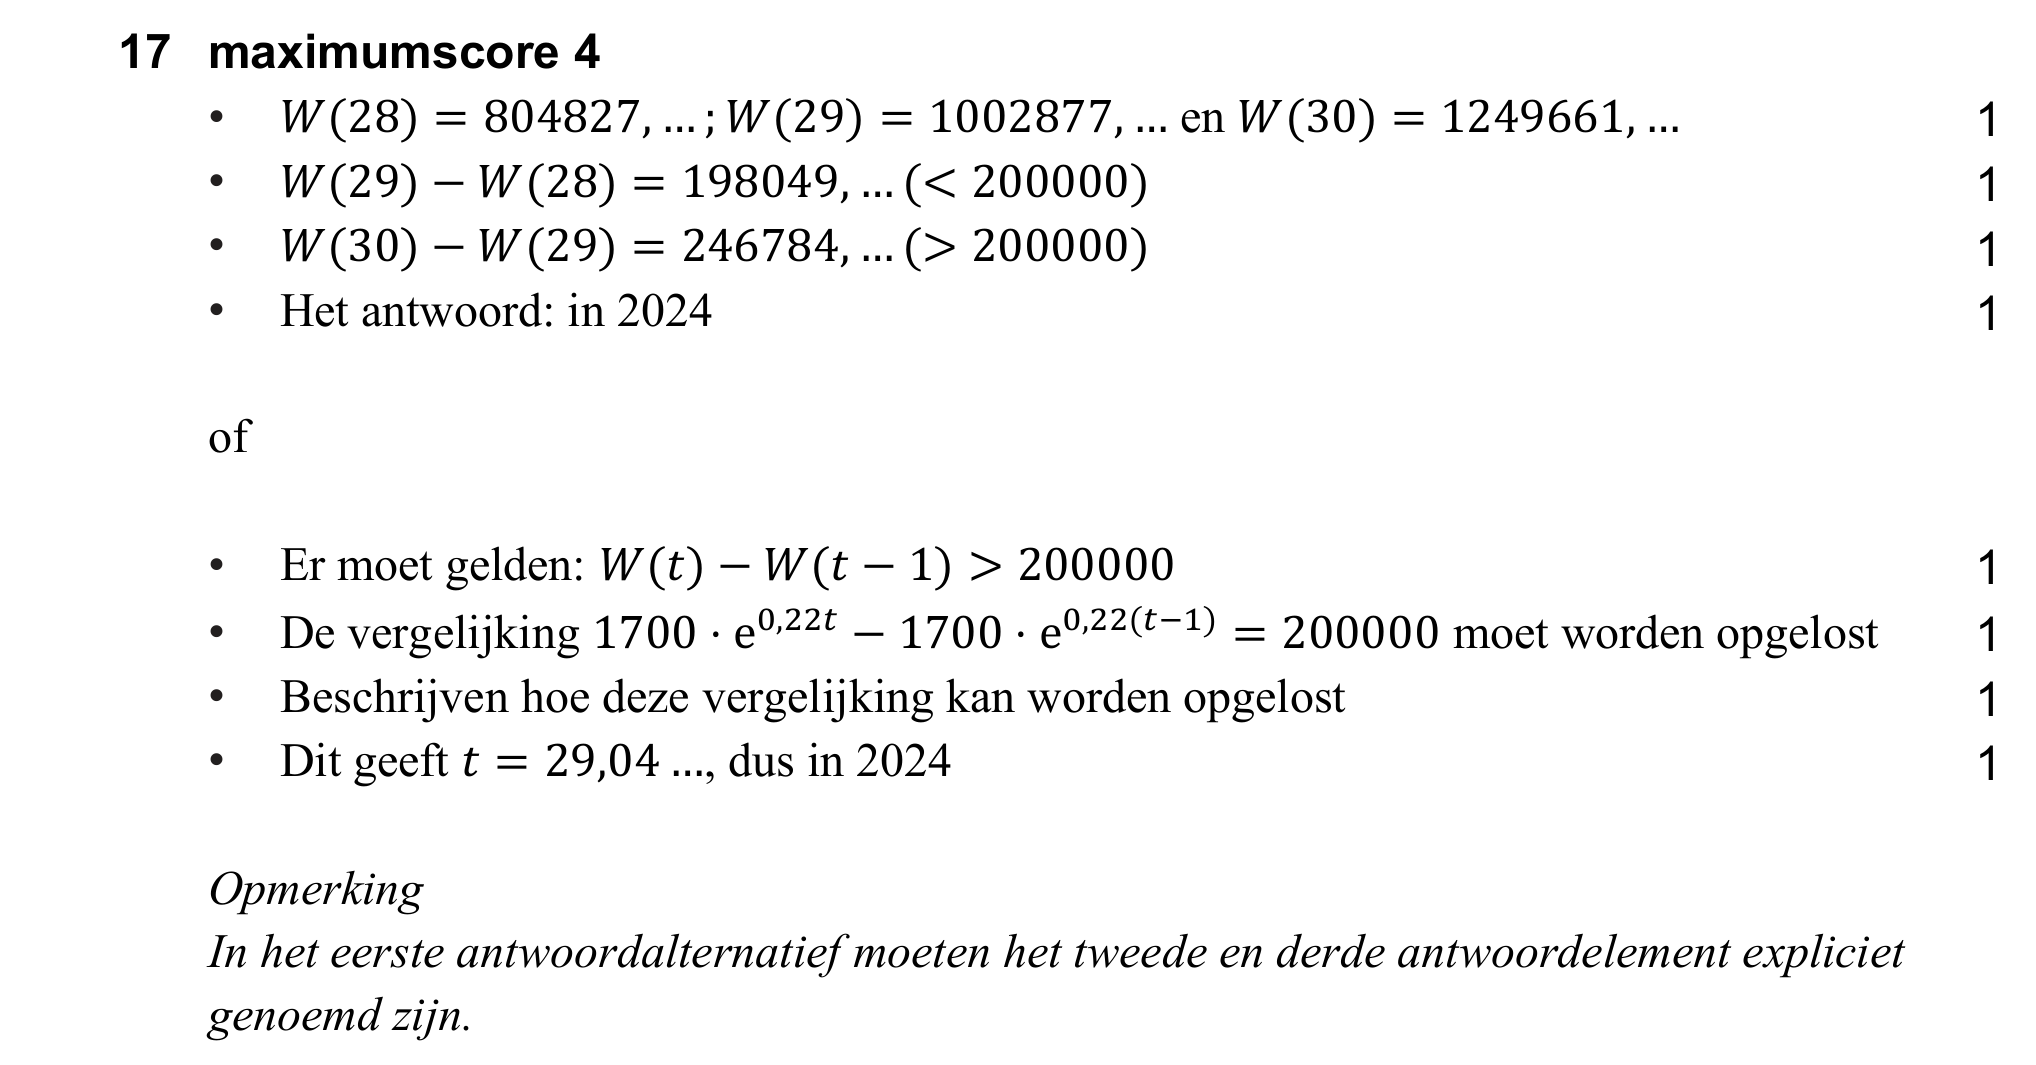 17 maximumscore 4
• W(28) = 804827, … ; W(29) = 1002877, … en W(30) = 1249661, … 1
• W(29) − W(28) = 198049, … (< 200000) 1
• W(30) − W(29) = 246784, … (> 200000) 1
• Het antwoord: in 2024 1
of
• Er moet gelden: W(t) − W(t − 1) > 200000 1
• De vergelijking 1700 · e^{0,22t} − 1700 · e^{0,22(t−1)} = 200000 moet worden opgelost 1
• Beschrijven hoe deze vergelijking kan worden opgelost 1
• Dit geeft t = 29,04 …, dus in 2024 1
Opmerking
In het eerste antwoordalternatief moeten het tweede en derde antwoordelement expliciet
genoemd zijn.